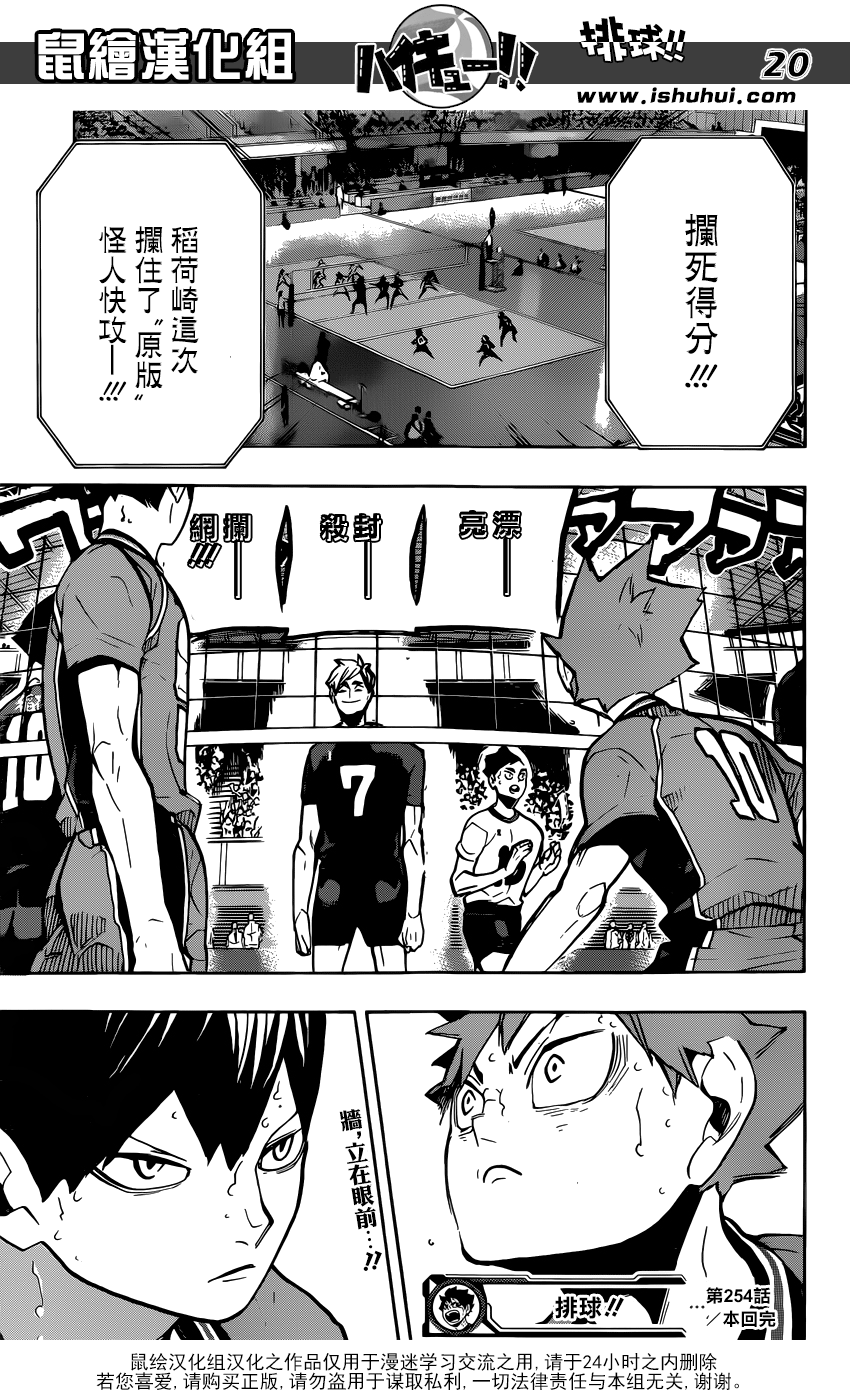 鼠繪漢化組
ハイキュー!!
排球!!
20
www.ishuhui.com
攔死得分!!!
稻荷崎這次
攔住了“原版”
怪人快攻—!!!
漂亮—
封殺—
攔網—!!!
10
7
10
牆,立在眼前…!!
排球!!
…第254話
／本回完
鼠绘汉化组汉化之作品仅用于漫迷学习交流之用, 请于24小时之内删除
若您喜爱, 请购买正版, 请勿盗用于谋取私利, 一切法律责任与本组无关, 谢谢。